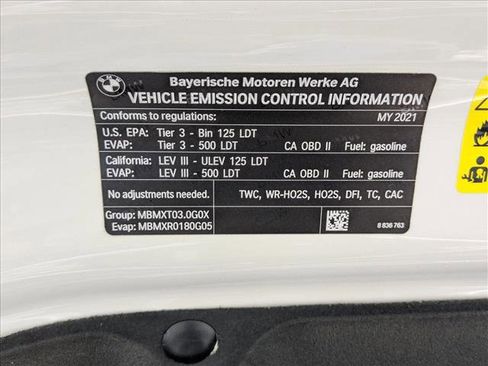 BMW
Bayerische Motoren Werke AG
VEHICLE EMISSION CONTROL INFORMATION
Conforms to regulations: MY 2021
U.S. EPA: Tier 3 - Bin 125 LDT
EVAP: Tier 3 - 500 LDT CA OBD II Fuel: gasoline
California: LEV III - ULEV 125 LDT
EVAP: LEV III - 500 LDT CA OBD II Fuel: gasoline
No adjustments needed. TWC, WR-HO2S, HO2S, DFI, TC, CAC
Group: MBMXT03.0G0X
Evap: MBMXR0180G05
8 836 763